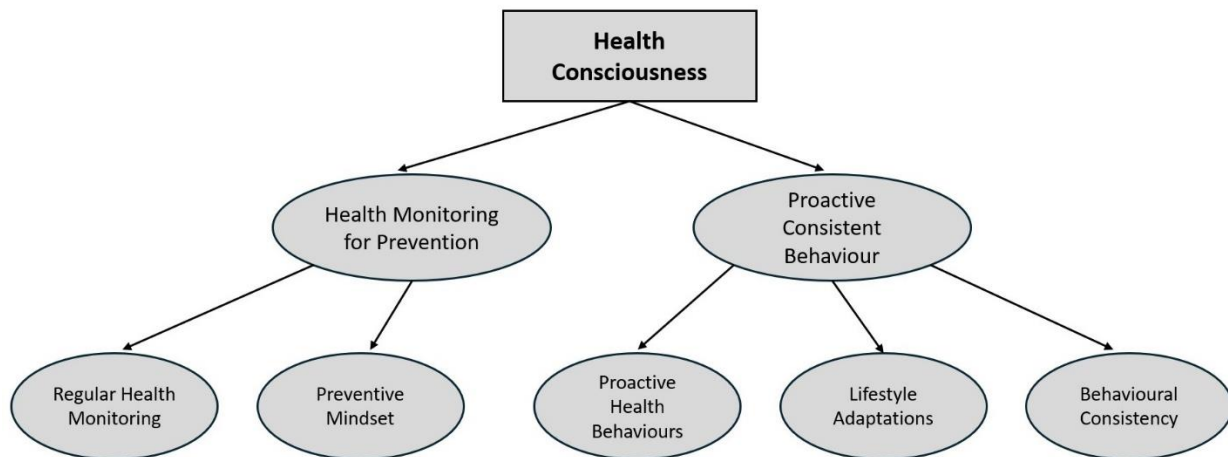 Health
Consciousness
Health Monitoring
for Prevention
Proactive
Consistent
Behaviour
Regular Health
Monitoring
Preventive
Mindset
Proactive
Health
Behaviours
Lifestyle
Adaptations
Behavioural
Consistency